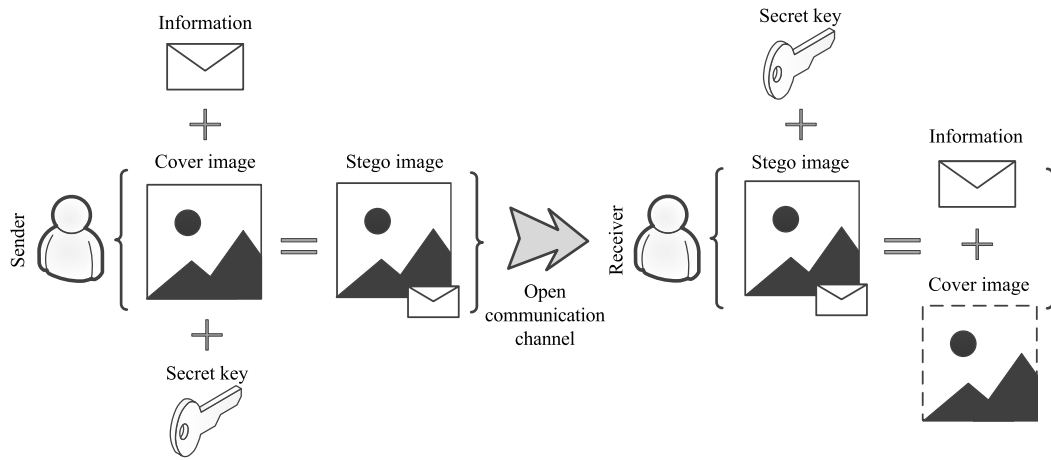 Information
Cover image
Sender
Secret key
Stego image
Open
communication
channel
Receiver
Secret key
Stego image
Information
Cover image